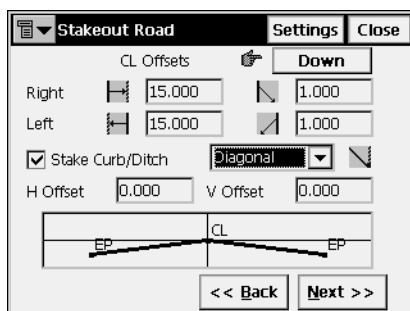 Stakeout Road Settings Close
CL Offsets Down
Right 15.000 1.000
Left 15.000 1.000
Stake Curb/Ditch Diagonal
H Offset 0.000 V Offset 0.000
CL
EP EP
<< Back Next >>